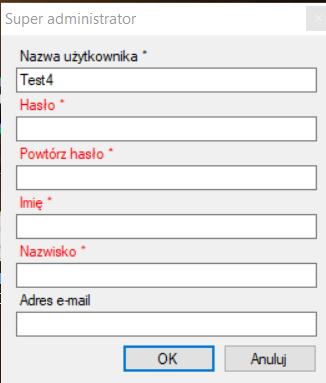 Super administrator
Nazwa użytkownika *
Test4
Hasło *
Powtórz hasło *
Imię *
Nazwisko *
Adres e-mail
OK Anuluj